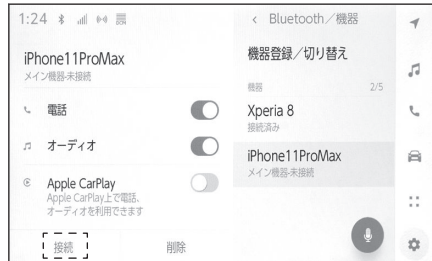 1:24
iPhone11ProMax
メイン機器-未接続
電話
オーディオ
Apple CarPlay
Apple CarPlay上で電話、
オーディオを利用できます
接続
削除
< Bluetooth／機器
機器登録／切り替え
機器 2/5
Xperia 8
接続済み
iPhone11ProMax
メイン機器-未接続